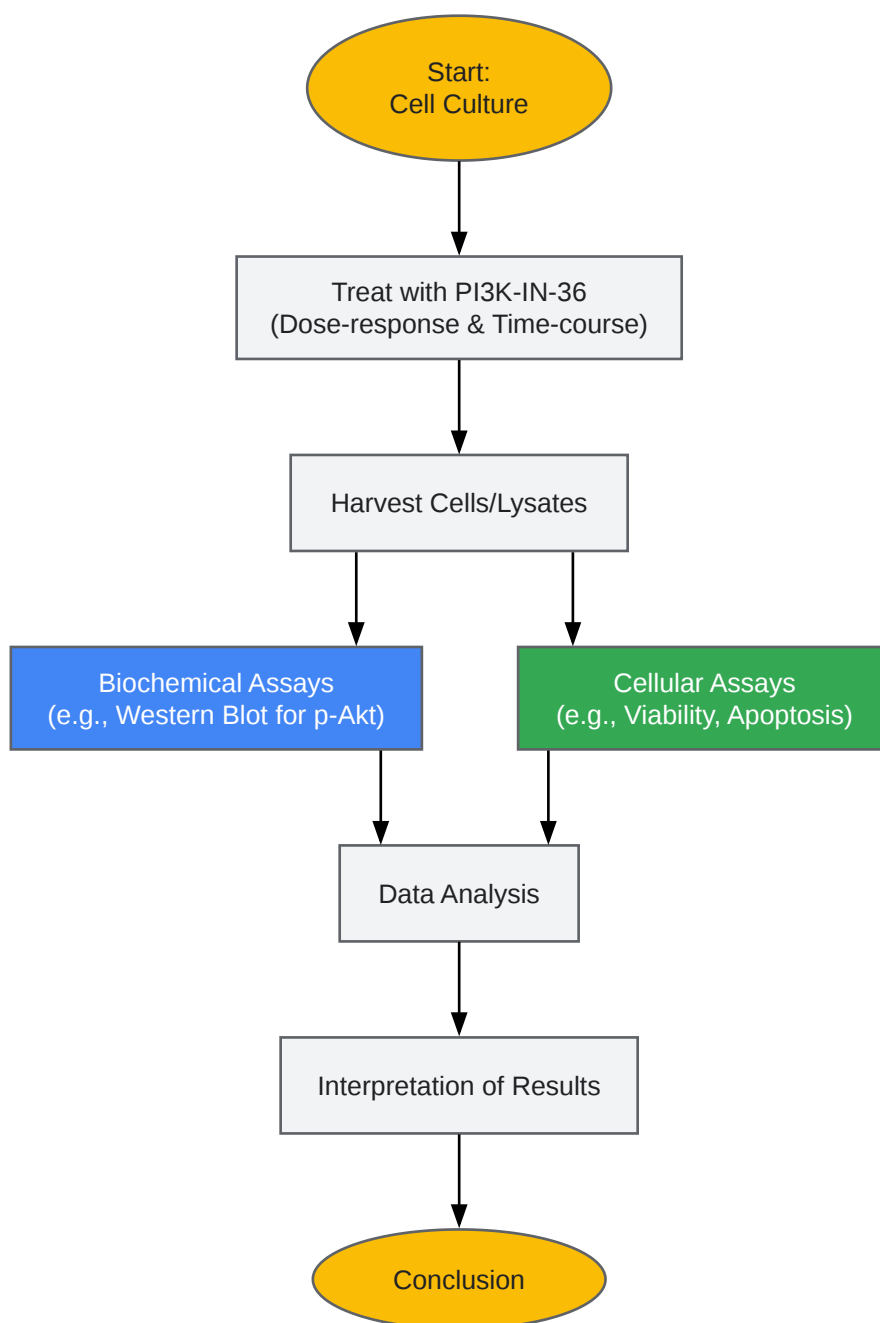 Start:
Cell Culture
Treat with PI3K-IN-36
(Dose-response & Time-course)
Harvest Cells/Lysates
Biochemical Assays
(e.g., Western Blot for p-Akt)
Cellular Assays
(e.g., Viability, Apoptosis)
Data Analysis
Interpretation of Results
Conclusion